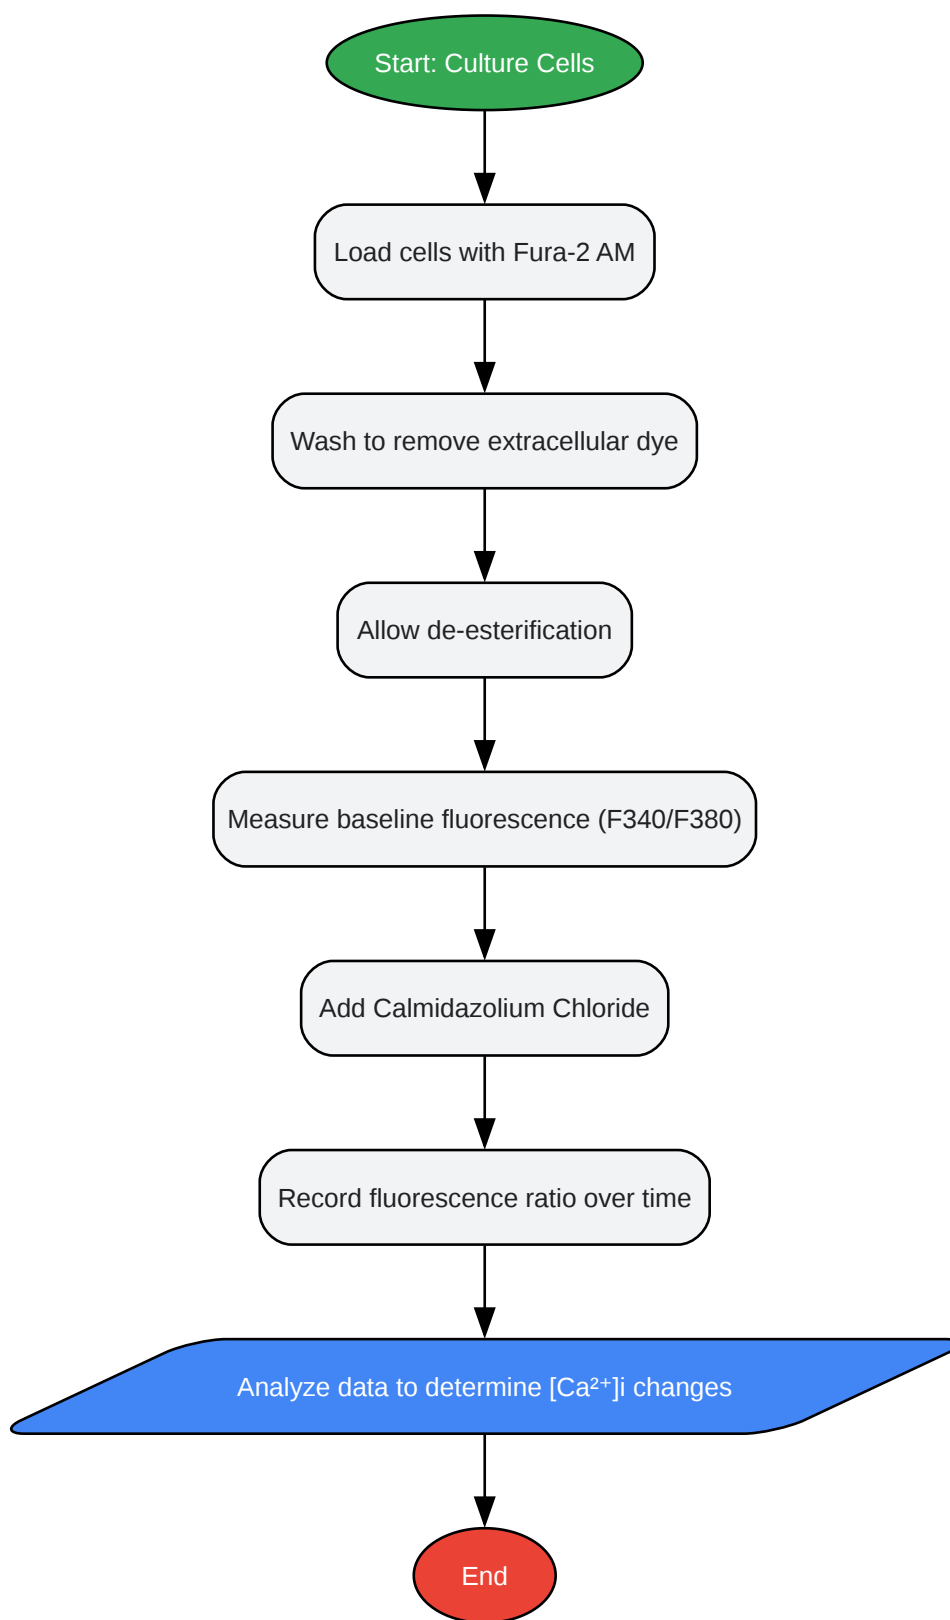 Start: Culture Cells
Load cells with Fura-2 AM
Wash to remove extracellular dye
Allow de-esterification
Measure baseline fluorescence (F340/F380)
Add Calmidazolium Chloride
Record fluorescence ratio over time
Analyze data to determine [Ca²⁺]i changes
End